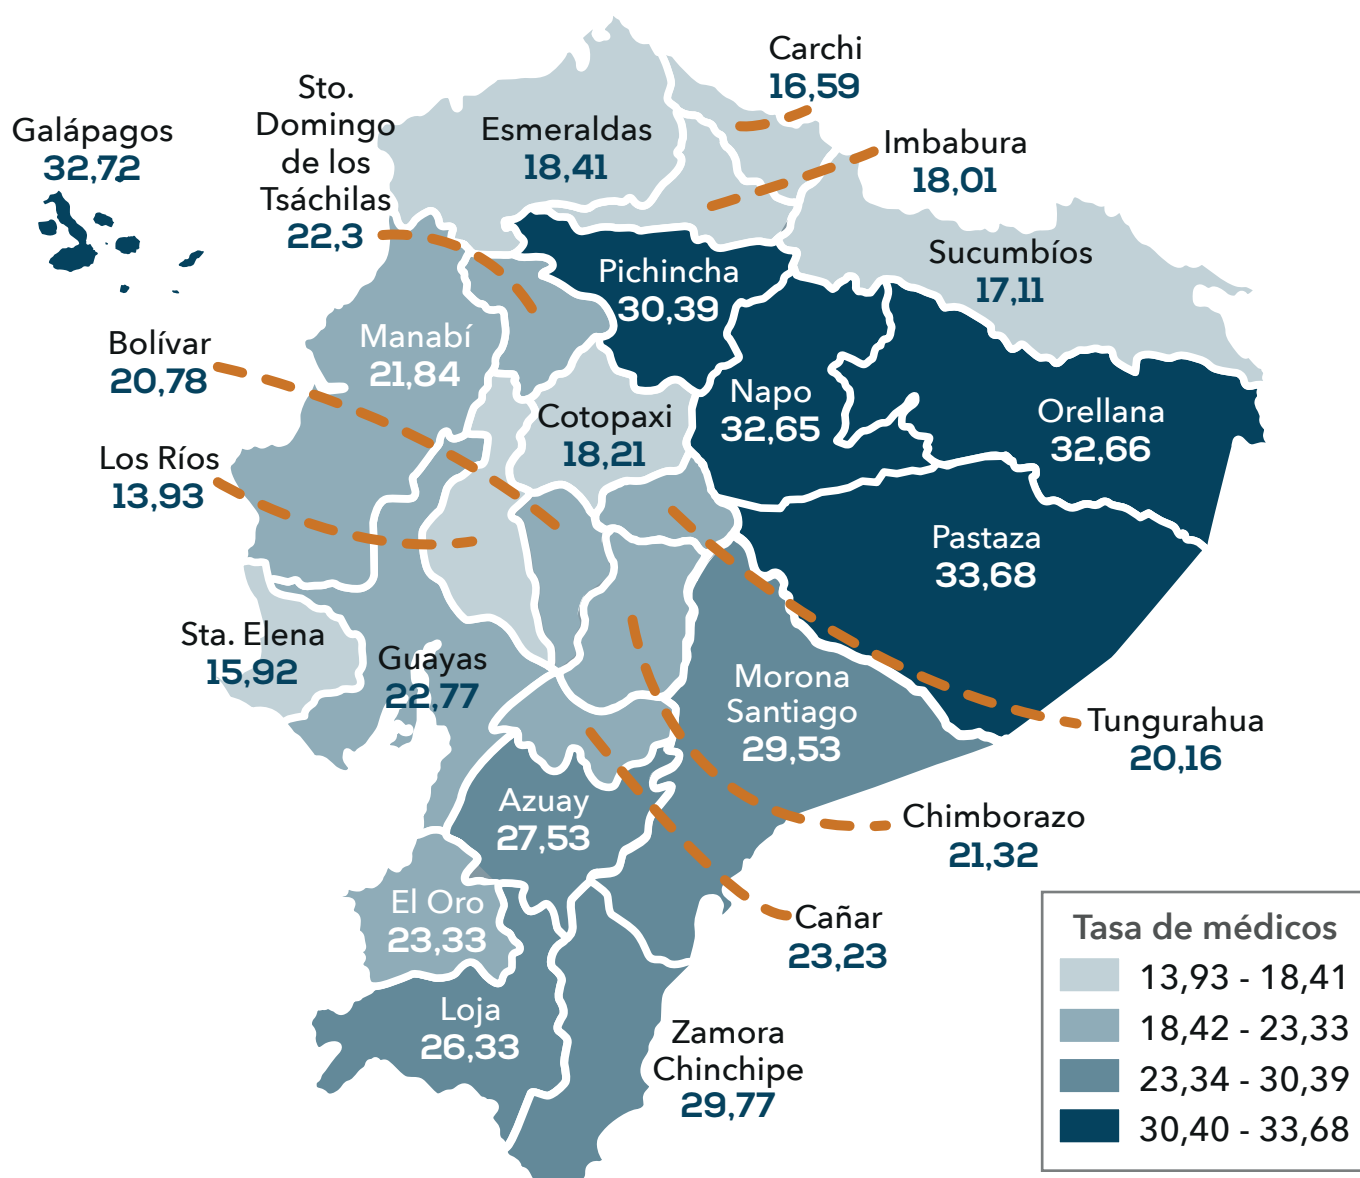 Carchi
16,59
Sto.
Domingo
de los
Tsáchilas
22,3
Galápagos
32,72
Esmeraldas
18,41
Imbabura
18,01
Sucumbíos
17,11
Pichincha
30,39
Manabí
21,84
Bolívar
20,78
Napo
32,65
Cotopaxi
18,21
Orellana
32,66
Los Ríos
13,93
Pastaza
33,68
Sta. Elena
15,92
Guayas
22,77
Morona
Santiago
29,53
Tungurahua
20,16
Azuay
27,53
Chimborazo
21,32
El Oro
23,33
Cañar
23,23
Loja
26,33
Zamora
Chinchipe
29,77
Tasa de médicos
13,93 - 18,41
18,42 - 23,33
23,34 - 30,39
30,40 - 33,68